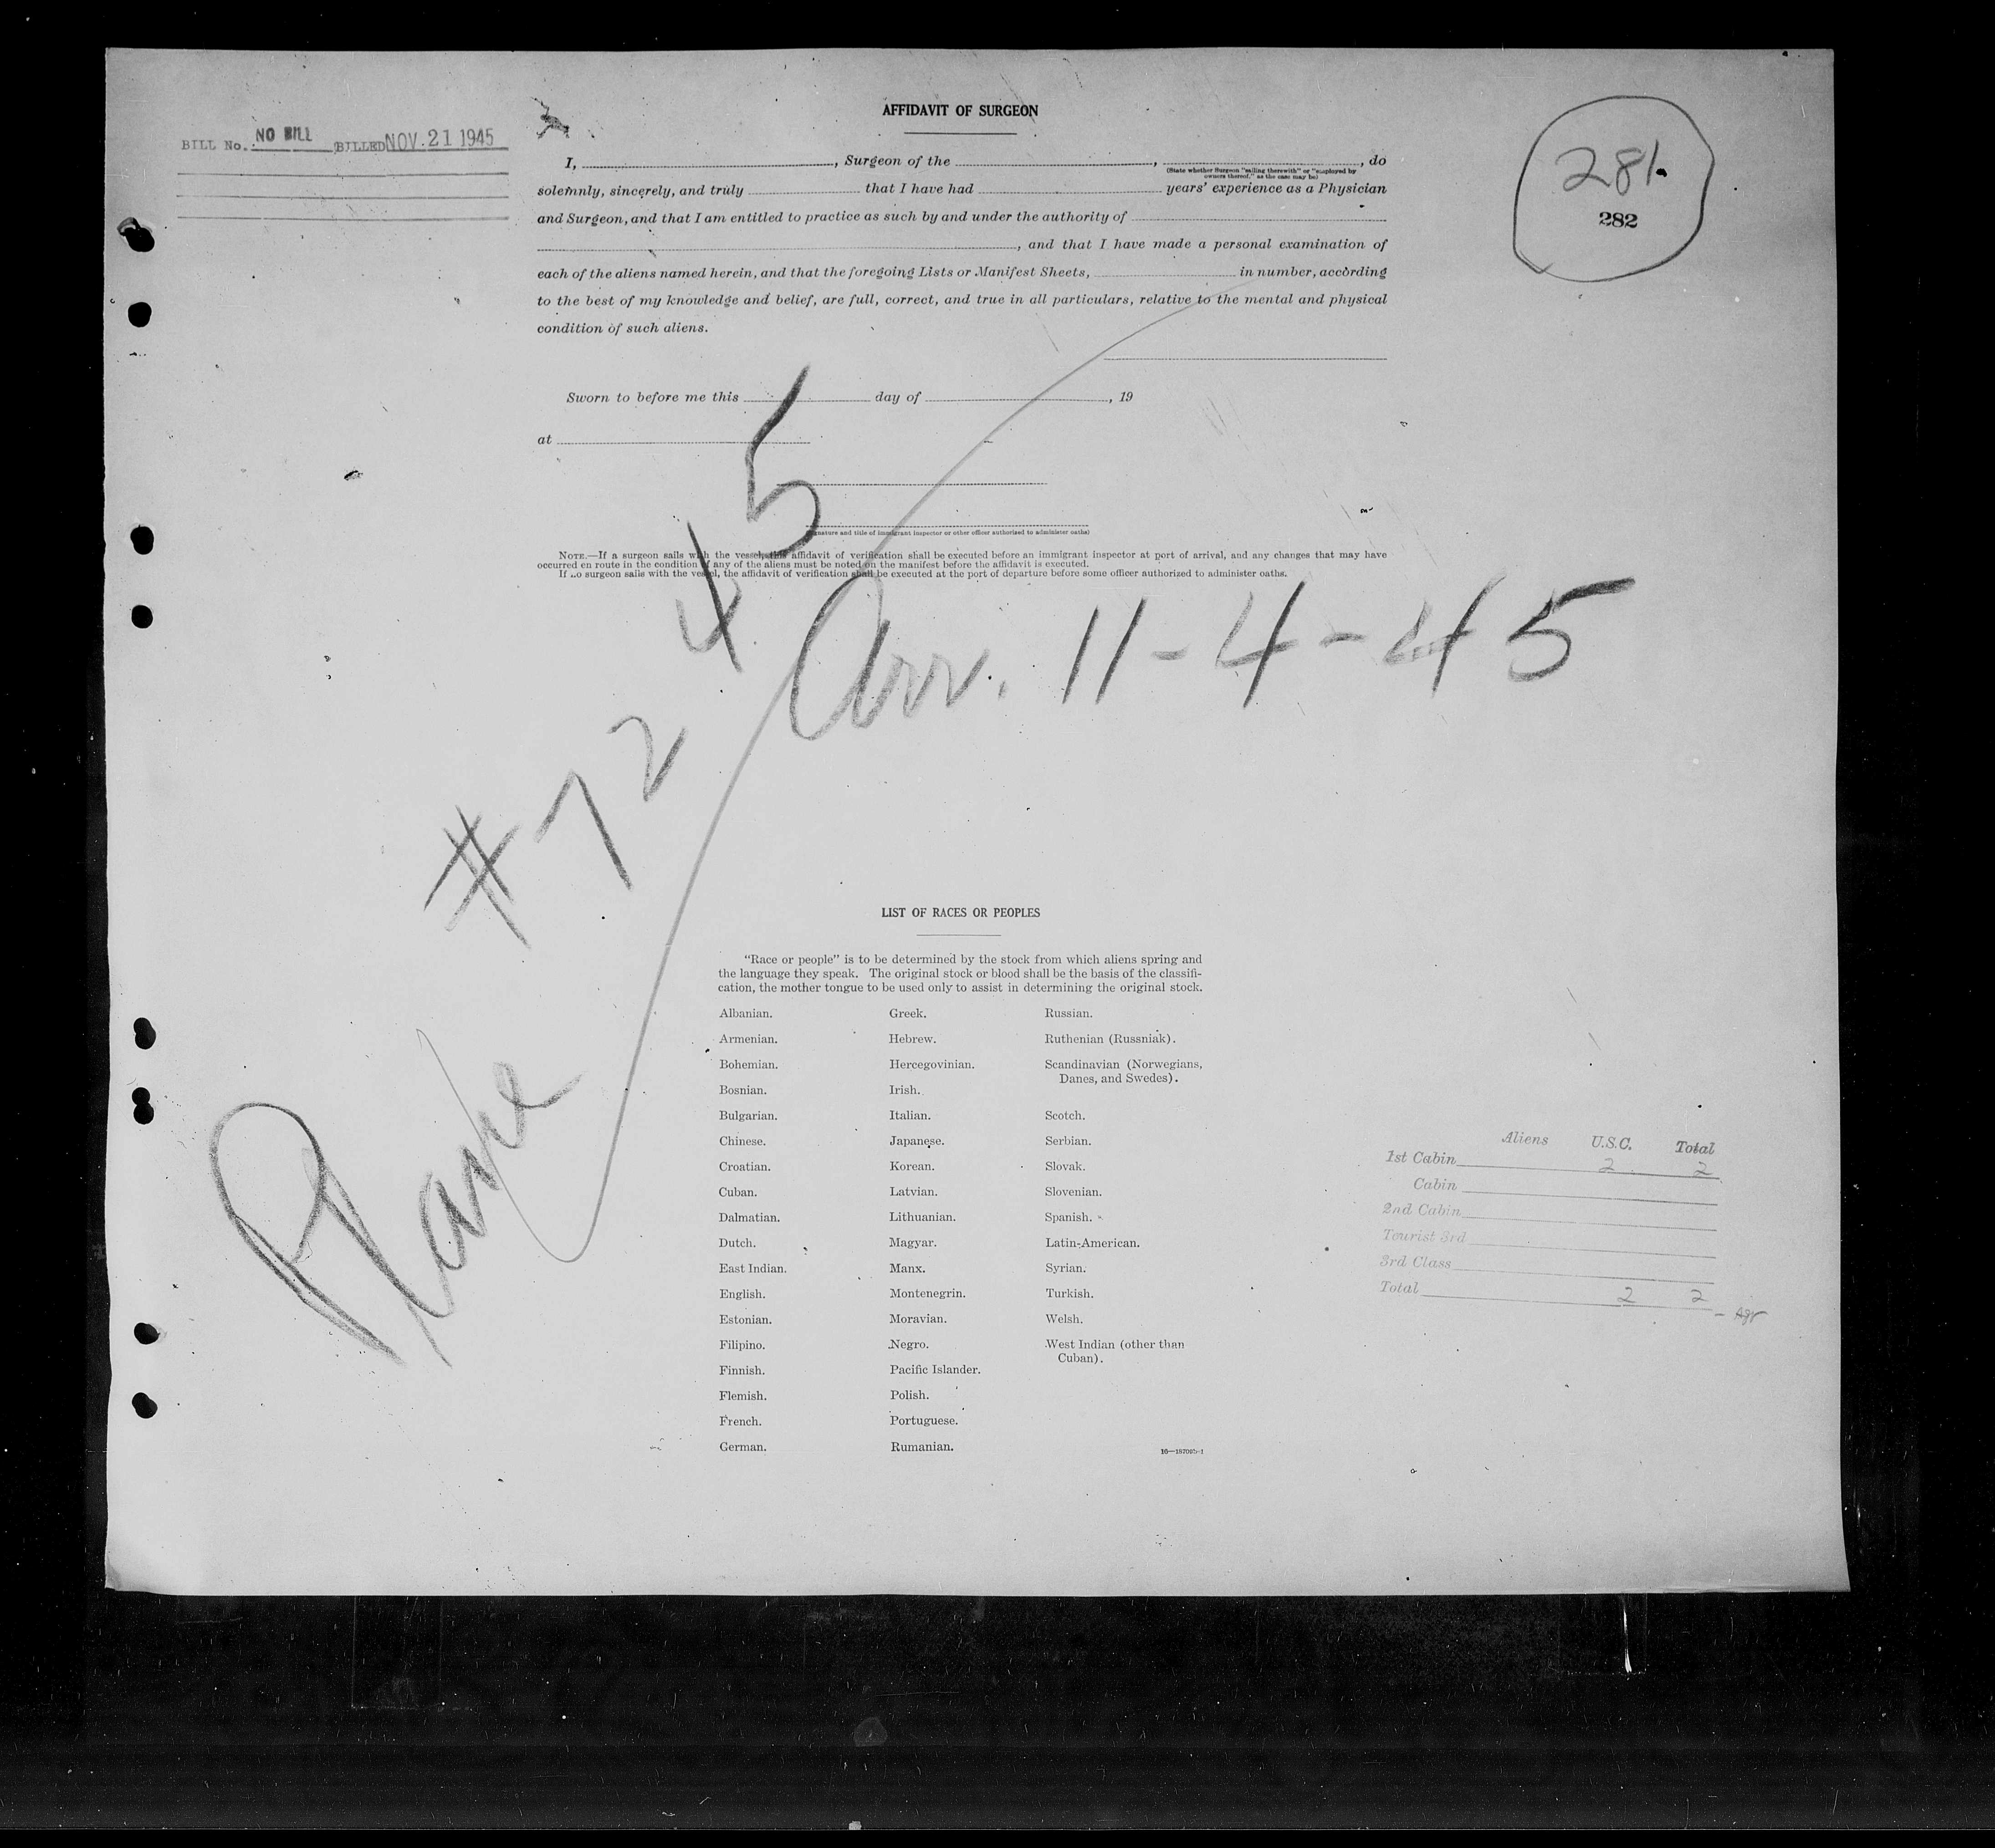 AFFIDAVIT OF SURGEON
BILL No. NO BILL BILLED NOV. 21 1945
281
282
I, , Surgeon of the , , do
(State whether Surgeon "sailing therewith" or "employed by
owners thereof," as the case may be)
solemnly, sincerely, and truly that I have had years' experience as a Physician
and Surgeon, and that I am entitled to practice as such by and under the authority of
, and that I have made a personal examination of
each of the aliens named herein, and that the foregoing Lists or Manifest Sheets, in number, according
to the best of my knowledge and belief, are full, correct, and true in all particulars, relative to the mental and physical
condition of such aliens.
Sworn to before me this day of , 19
at
(Signature and title of immigrant inspector or other officer authorized to administer oaths)
NOTE.—If a surgeon sails with the vessel, this affidavit of verification shall be executed before an immigrant inspector at port of arrival, and any changes that may have
occurred en route in the condition of any of the aliens must be noted on the manifest before the affidavit is executed.
If no surgeon sails with the vessel, the affidavit of verification shall be executed at the port of departure before some officer authorized to administer oaths.
Plane #7245
Arr. 11-4-45
LIST OF RACES OR PEOPLES
"Race or people" is to be determined by the stock from which aliens spring and
the language they speak. The original stock or blood shall be the basis of the classifi-
cation, the mother tongue to be used only to assist in determining the original stock.
Albanian.
Armenian.
Bohemian.
Bosnian.
Bulgarian.
Chinese.
Croatian.
Cuban.
Dalmatian.
Dutch.
East Indian.
English.
Estonian.
Filipino.
Finnish.
Flemish.
French.
German.
Greek.
Hebrew.
Hercegovinian.
Irish.
Italian.
Japanese.
Korean.
Latvian.
Lithuanian.
Magyar.
Manx.
Montenegrin.
Moravian.
Negro.
Pacific Islander.
Polish.
Portuguese.
Rumanian.
Russian.
Ruthenian (Russniak).
Scandinavian (Norwegians,
Danes, and Swedes).
Scotch.
Serbian.
Slovak.
Slovenian.
Spanish.
Latin-American.
Syrian.
Turkish.
Welsh.
West Indian (other than
Cuban).
Aliens U.S.C. Total
1st Cabin 2 2
Cabin
2nd Cabin
Tourist 3rd
3rd Class
Total 2 2